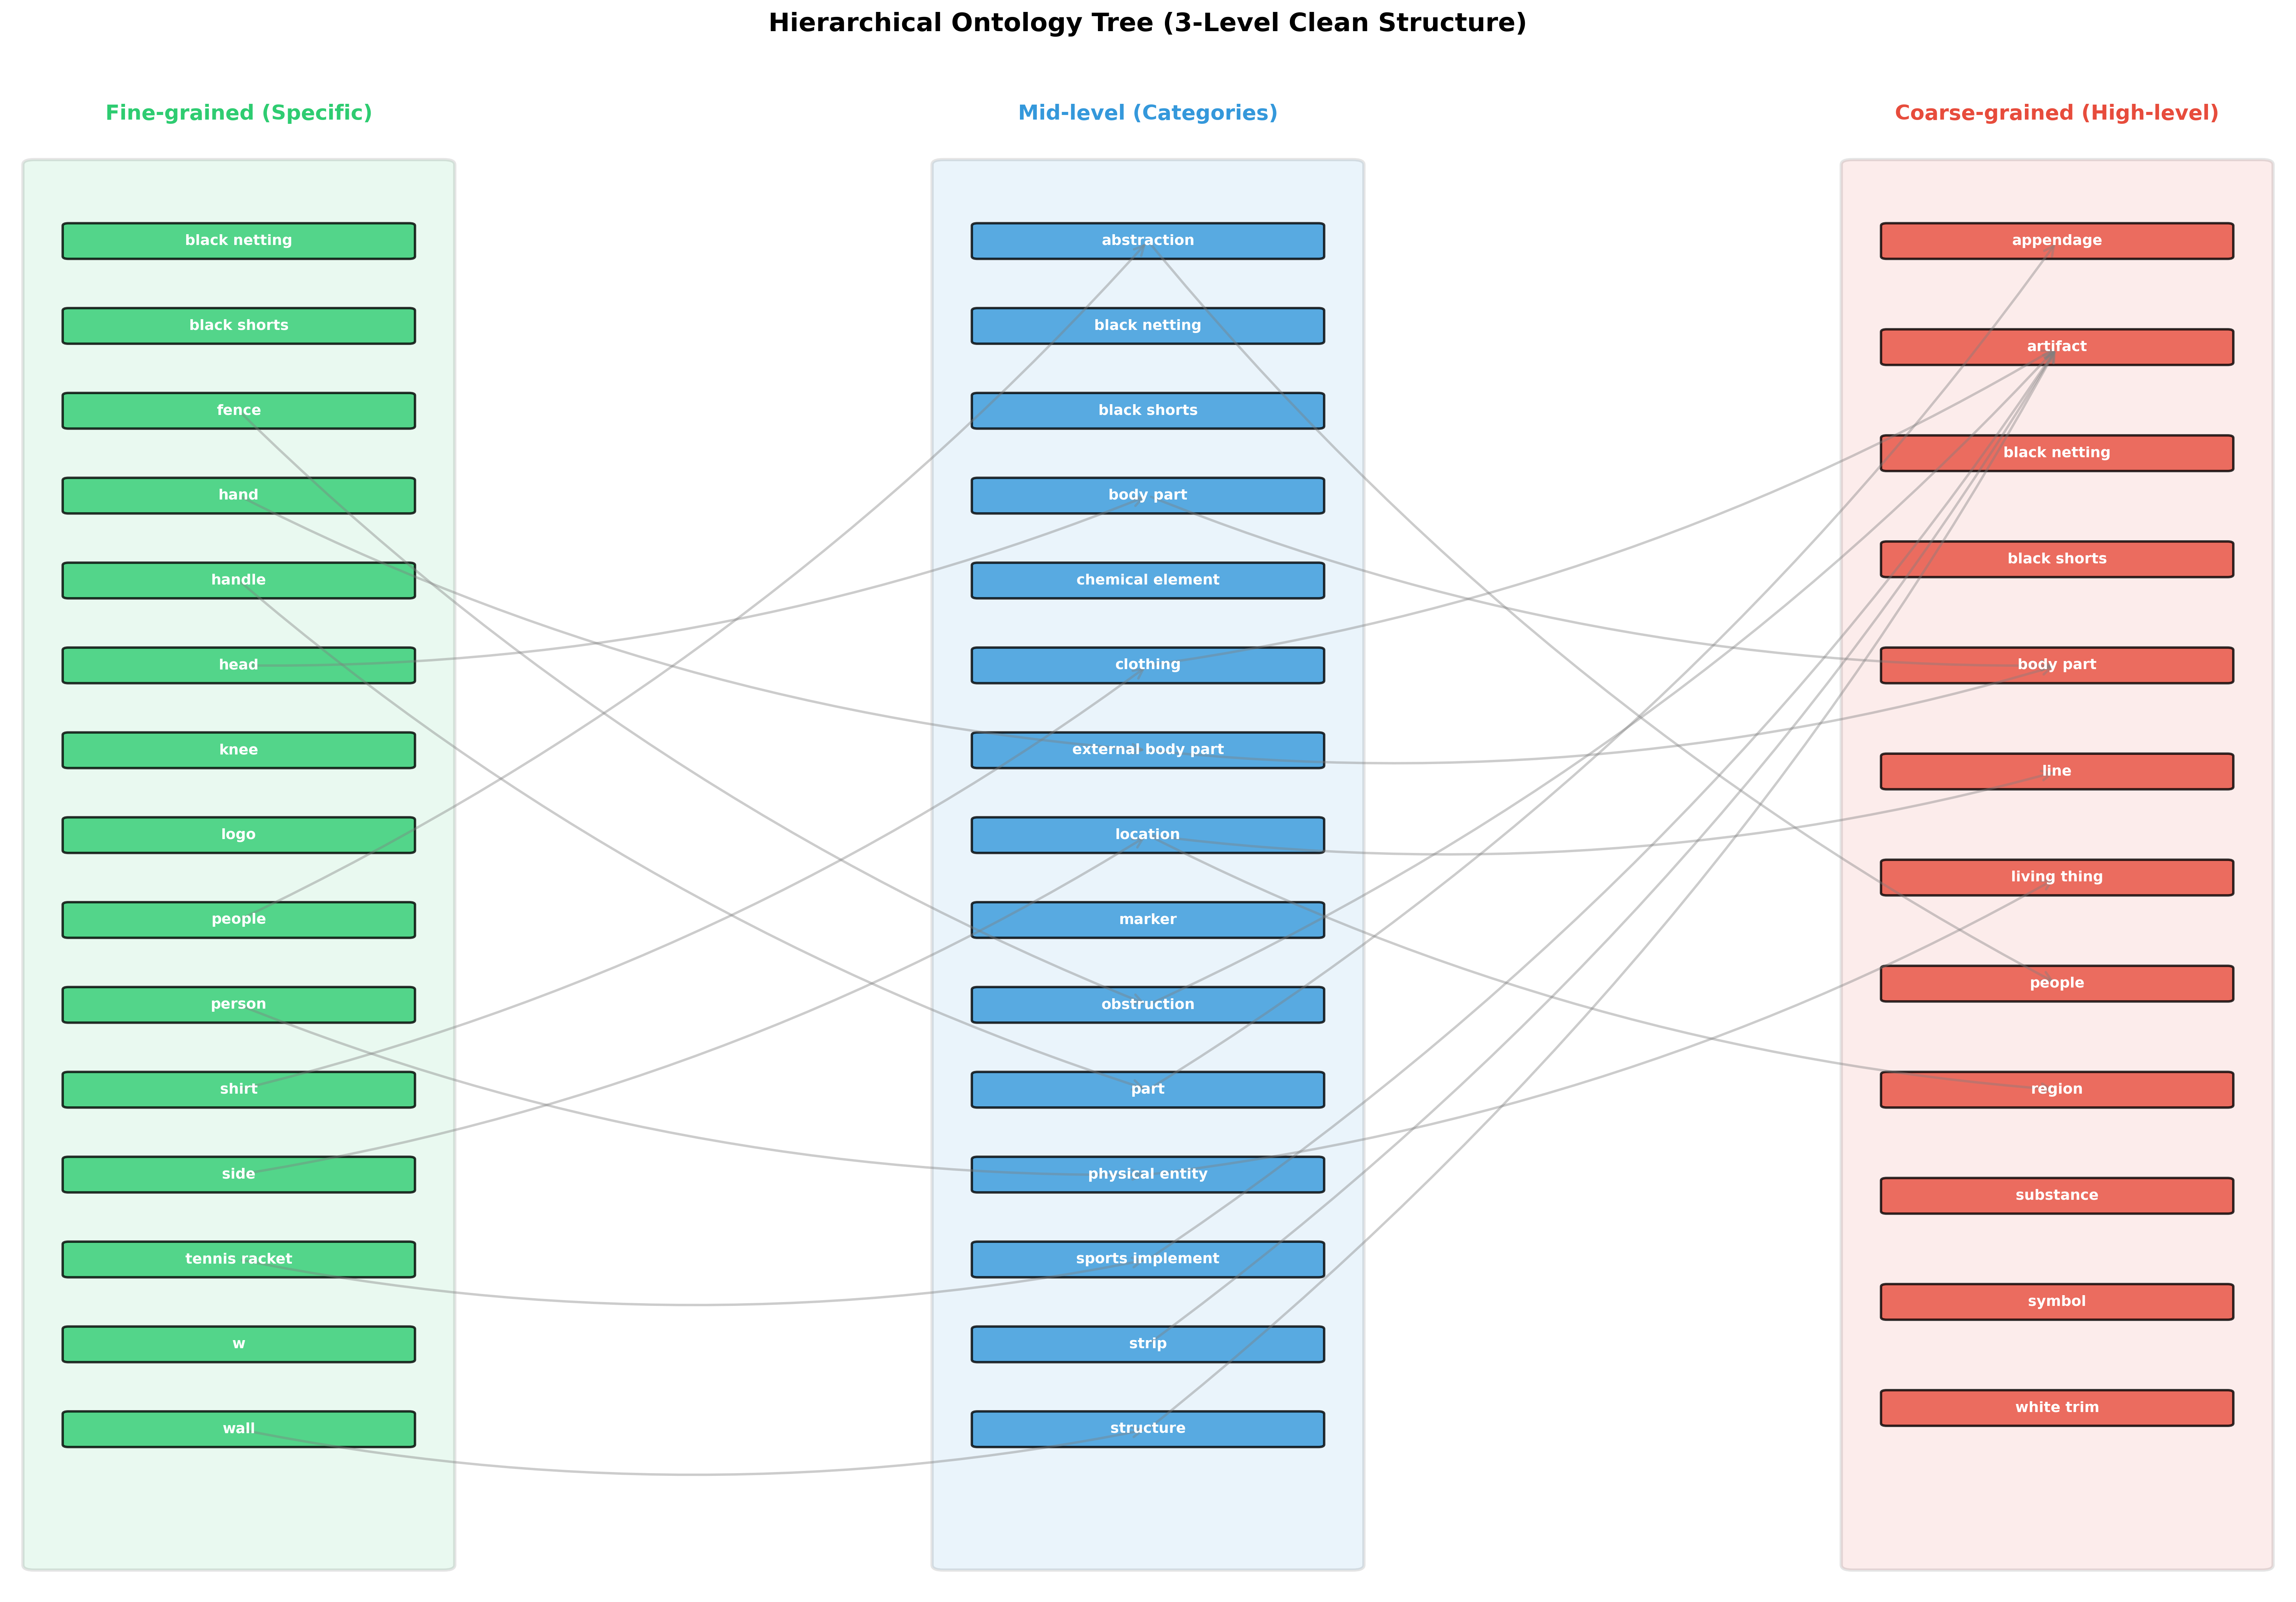 Hierarchical Ontology Tree (3-Level Clean Structure)
Fine-grained (Specific)
black netting
black shorts
fence
hand
handle
head
knee
logo
people
person
shirt
side
tennis racket
w
wall
Mid-level (Categories)
abstraction
black netting
black shorts
body part
chemical element
clothing
external body part
location
marker
obstruction
part
physical entity
sports implement
strip
structure
Coarse-grained (High-level)
appendage
artifact
black netting
black shorts
body part
line
living thing
people
region
substance
symbol
white trim